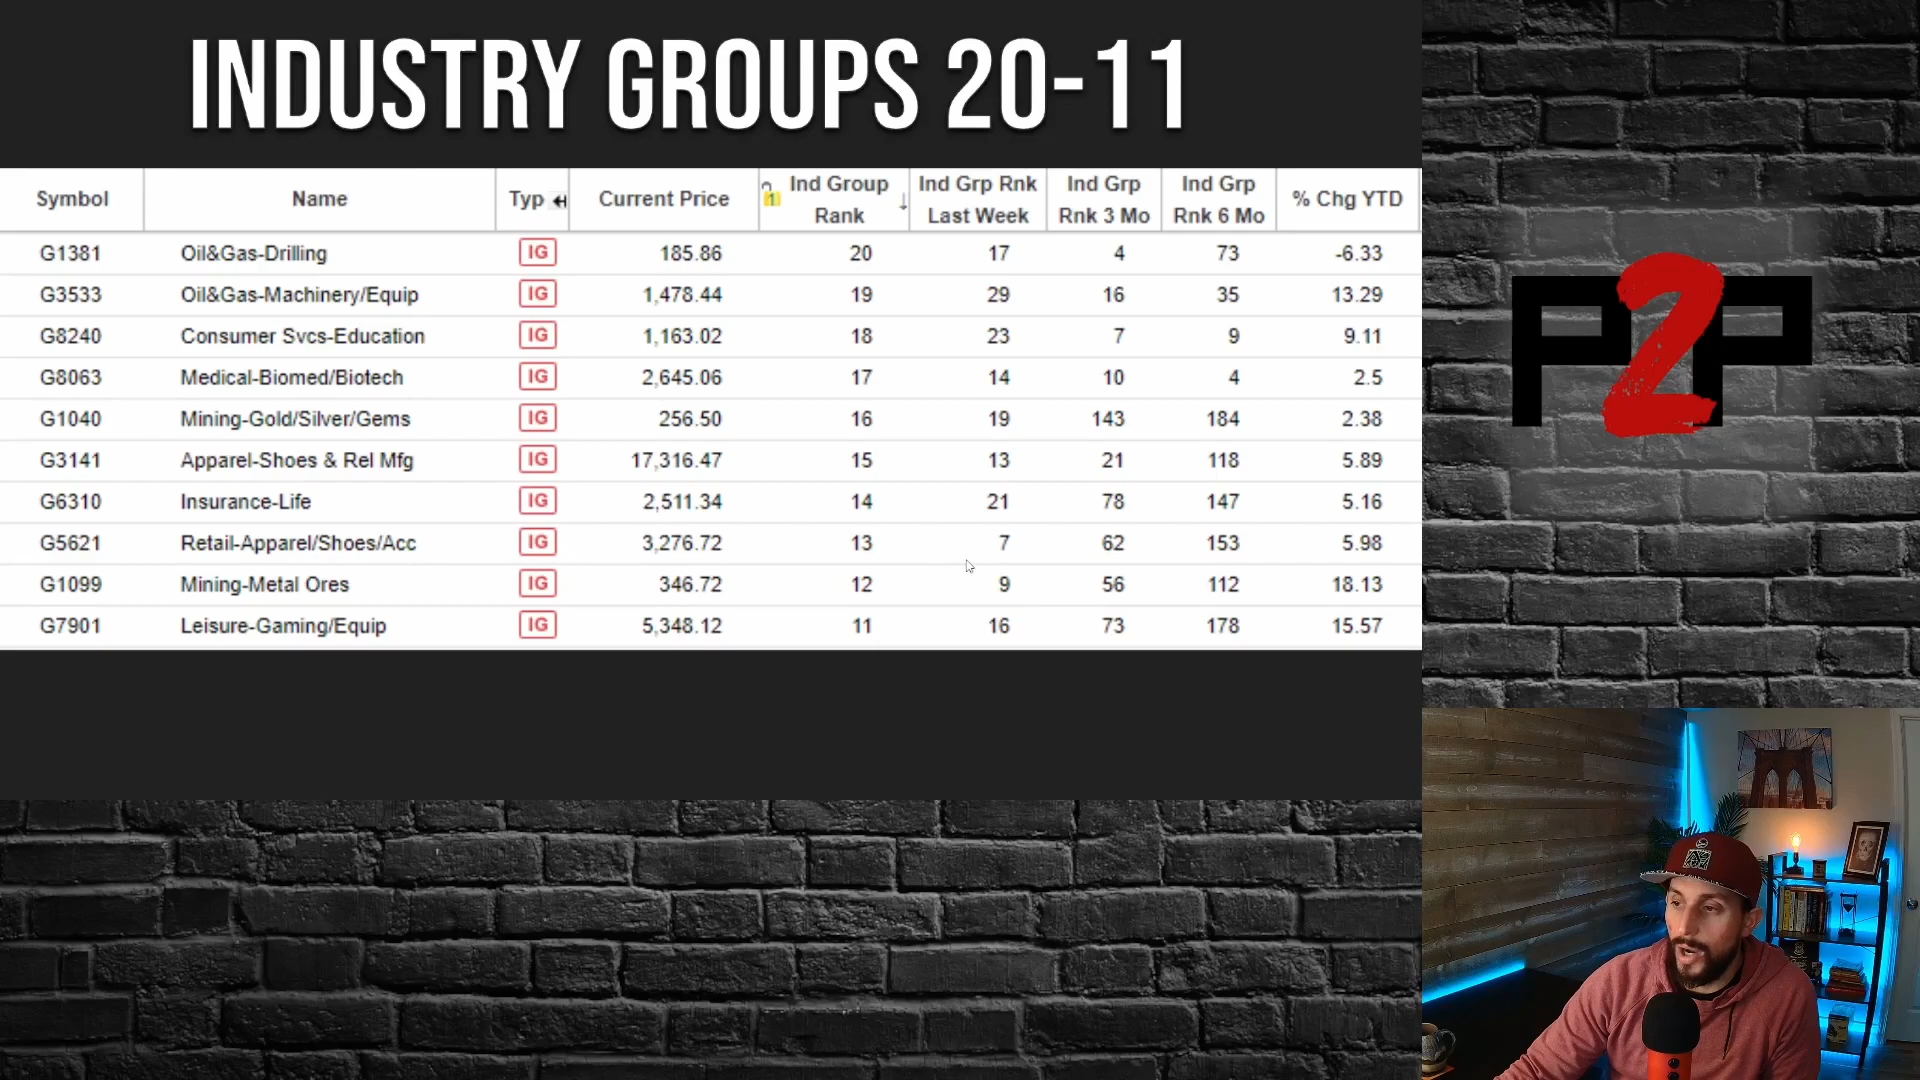 INDUSTRY GROUPS 20-11
Symbol Name Typ Current Price 1 Ind Group Rank Ind Grp Rnk Last Week Ind Grp Rnk 3 Mo Ind Grp Rnk 6 Mo % Chg YTD
G1381 Oil&Gas-Drilling IG 185.86 20 17 4 73 -6.33
G3533 Oil&Gas-Machinery/Equip IG 1,478.44 19 29 16 35 13.29
G8240 Consumer Svcs-Education IG 1,163.02 18 23 7 9 9.11
G8063 Medical-Biomed/Biotech IG 2,645.06 17 14 10 4 2.5
G1040 Mining-Gold/Silver/Gems IG 256.50 16 19 143 184 2.38
G3141 Apparel-Shoes & Rel Mfg IG 17,316.47 15 13 21 118 5.89
G6310 Insurance-Life IG 2,511.34 14 21 78 147 5.16
G5621 Retail-Apparel/Shoes/Acc IG 3,276.72 13 7 62 153 5.98
G1099 Mining-Metal Ores IG 346.72 12 9 56 112 18.13
G7901 Leisure-Gaming/Equip IG 5,348.12 11 16 73 178 15.57
P2P